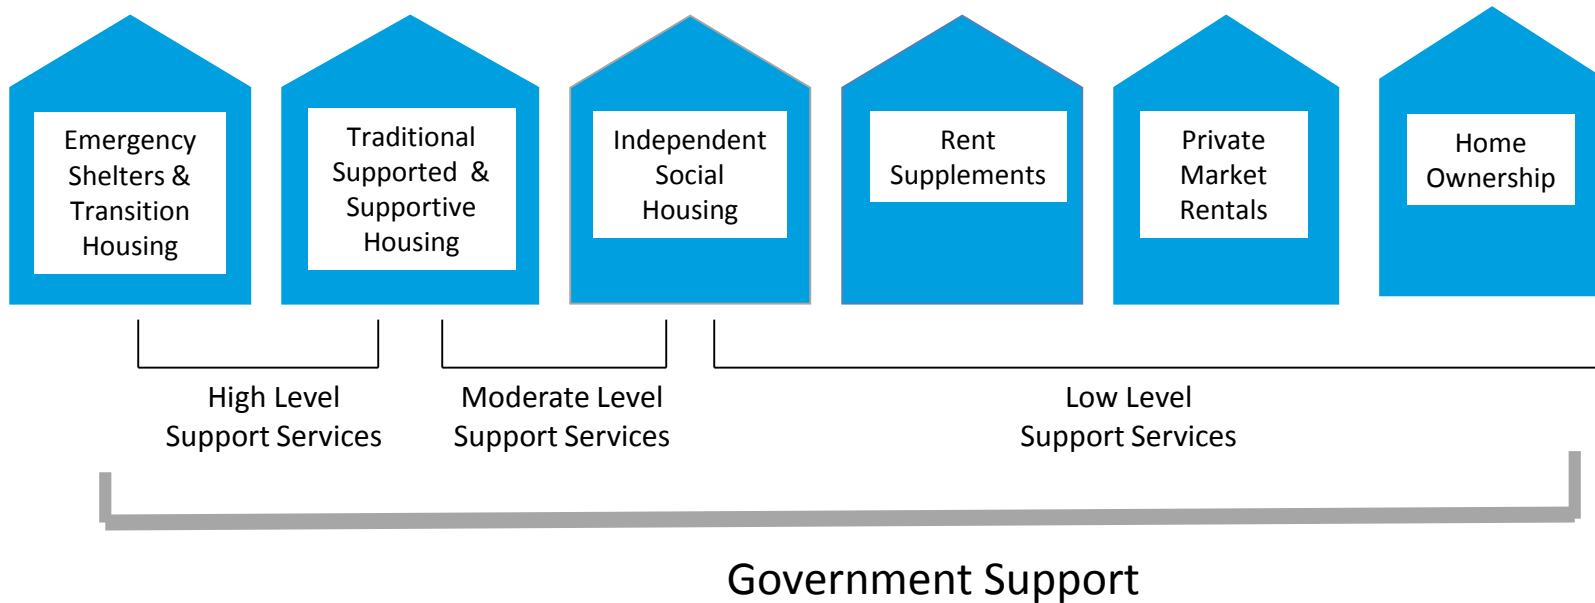 Emergency
Shelters &
Transition
Housing
Traditional
Supported &
Supportive
Housing
Independent
Social
Housing
Rent
Supplements
Private
Market
Rentals
Home
Ownership
High Level
Support Services
Moderate Level
Support Services
Low Level
Support Services
Government Support